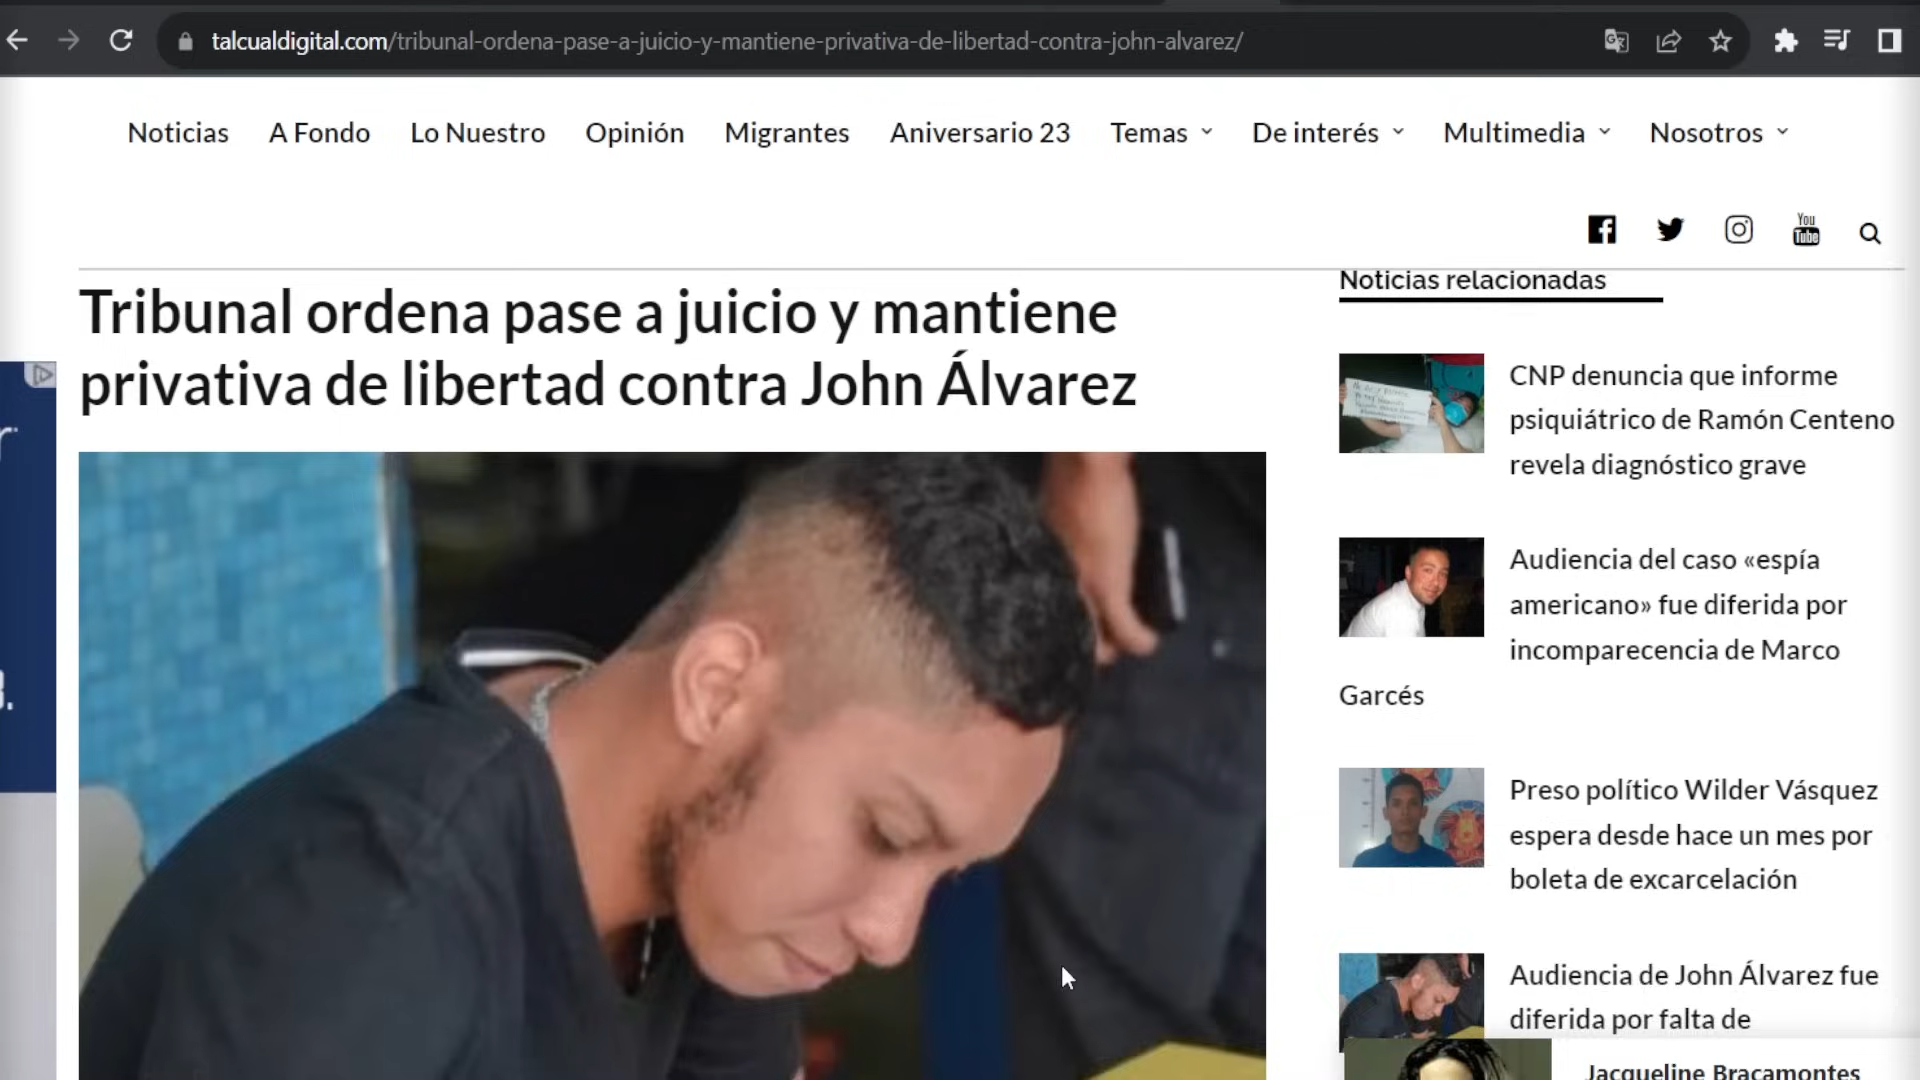 talcualdigital.com/tribunal-ordena-pase-a-juicio-y-mantiene-privativa-de-libertad-contra-john-alvarez/
Noticias A Fondo Lo Nuestro Opinión Migrantes Aniversario 23 Temas De interés Multimedia Nosotros
You
Tube
Tribunal ordena pase a juicio y mantiene
privativa de libertad contra John Álvarez
Noticias relacionadas
CNP denuncia que informe
psiquiátrico de Ramón Centeno
revela diagnóstico grave
Audiencia del caso «espía
americano» fue diferida por
incomparecencia de Marco
Garcés
Preso político Wilder Vásquez
espera desde hace un mes por
boleta de excarcelación
Audiencia de John Álvarez fue
diferida por falta de
Jacqueline Bracamontes